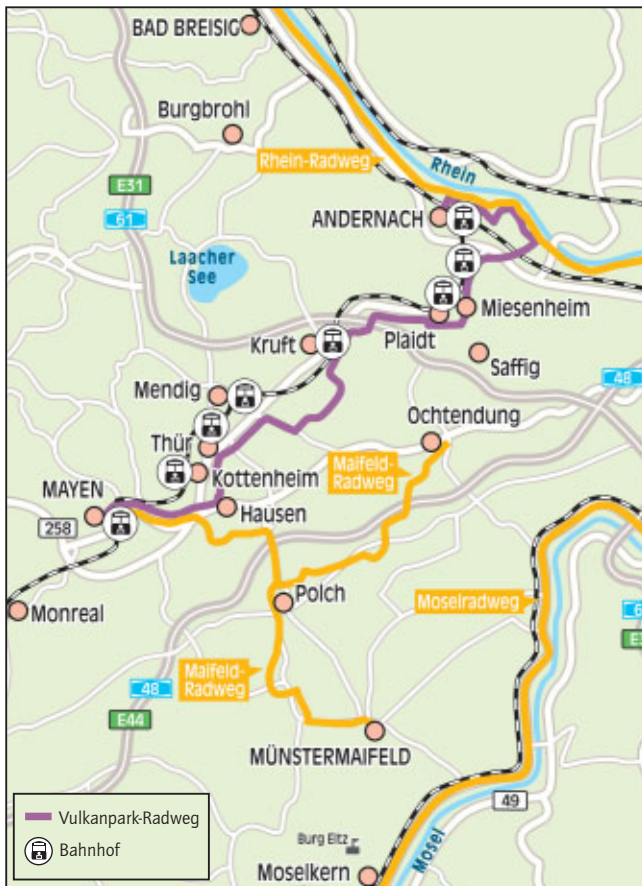 BAD BREISIG
Burgbrohl
Rhein-Radweg
Rhein
E31
61
ANDERNACH
Laacher
See
Miesenheim
Kruft
Plaidt
Saffig
48
Mendig
Ochtendung
Thür
Maifeld-
Radweg
Kottenheim
MAYEN
Hausen
258
Polch
Moselradweg
Monreal
Maifeld-
Radweg
48
E44
MÜNSTERMAIFELD
49
Vulkanpark-Radweg
Bahnhof
Burg Eltz
Mosel
Moselkern